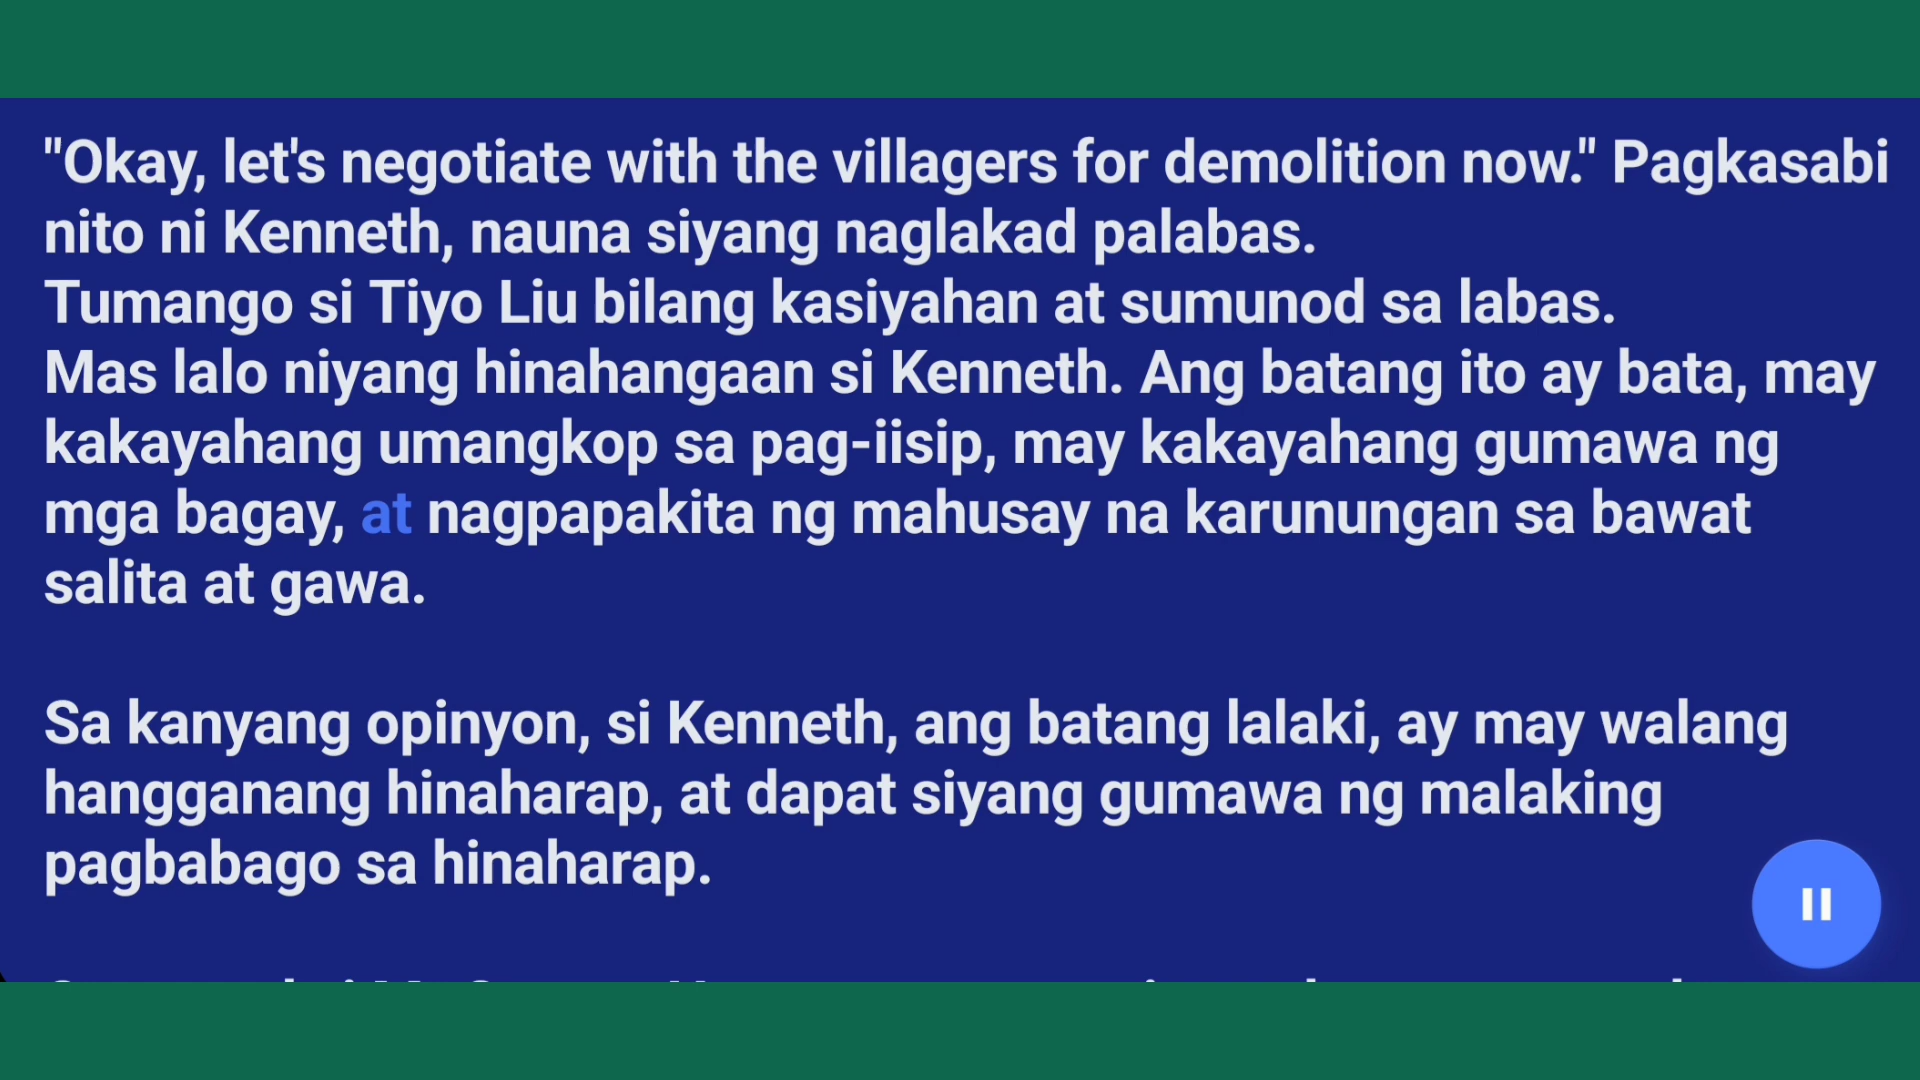 "Okay, let's negotiate with the villagers for demolition now." Pagkasabi
nito ni Kenneth, nauna siyang naglakad palabas.
Tumango si Tiyo Liu bilang kasiyahan at sumunod sa labas.
Mas lalo niyang hinahangaan si Kenneth. Ang batang ito ay bata, may
kakayahang umangkop sa pag-iisip, may kakayahang gumawa ng
mga bagay, at nagpapakita ng mahusay na karunungan sa bawat
salita at gawa.
Sa kanyang opinyon, si Kenneth, ang batang lalaki, ay may walang
hangganang hinaharap, at dapat siyang gumawa ng malaking
pagbabago sa hinaharap.